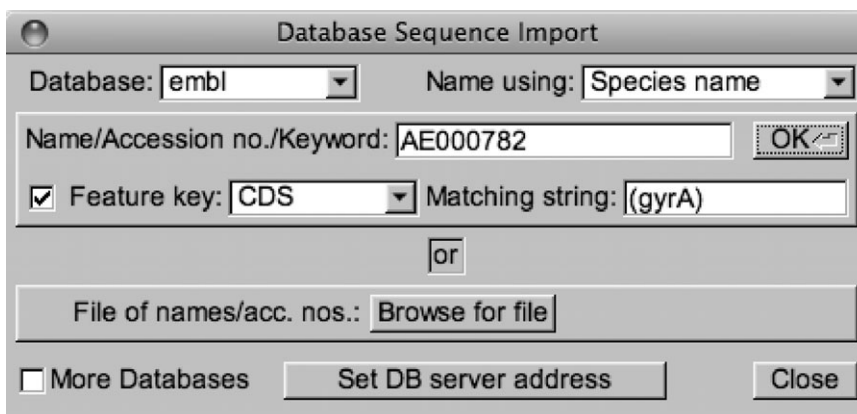 Database Sequence Import
Database: embl Name using: Species name
Name/Accession no./Keyword: AE000782 OK
Feature key: CDS Matching string: (gyrA)
or
File of names/acc. nos.: Browse for file
More Databases Set DB server address Close